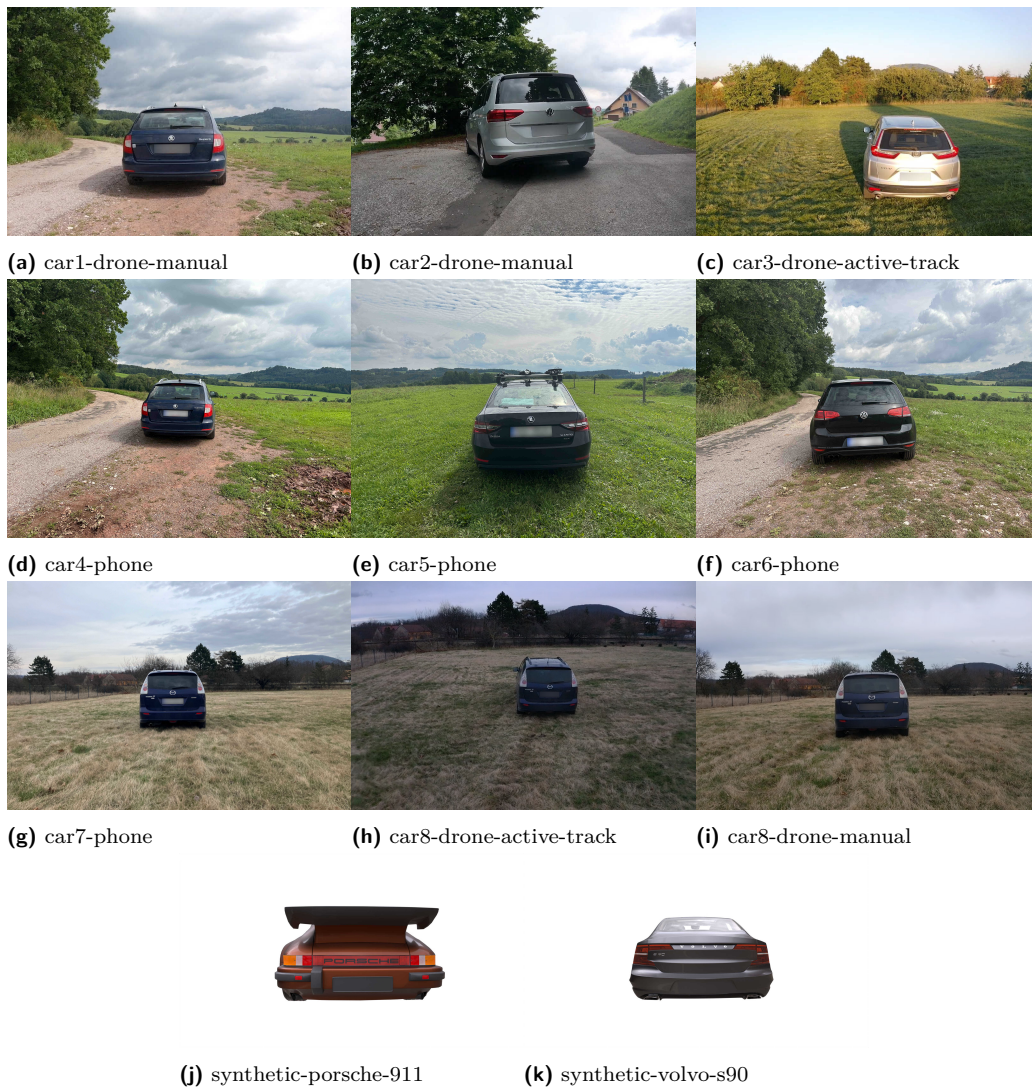 (a) car1-drone-manual
(b) car2-drone-manual
(c) car3-drone-active-track
(d) car4-phone
(e) car5-phone
(f) car6-phone
(g) car7-phone
(h) car8-drone-active-track
(i) car8-drone-manual
PORSCHE
VOLVO
(j) synthetic-porsche-911
(k) synthetic-volvo-s90